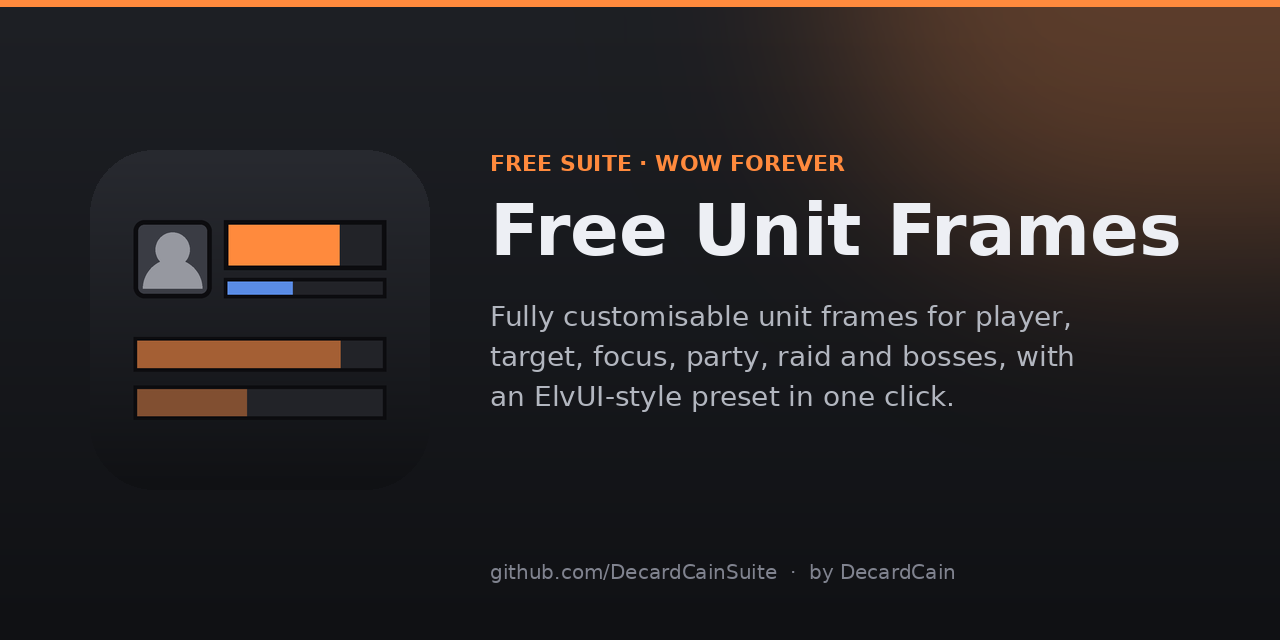 FREE SUITE · WOW FOREVER
Free Unit Frames
Fully customisable unit frames for player,
target, focus, party, raid and bosses, with
an ElvUI-style preset in one click.
github.com/DecardCainSuite · by DecardCain